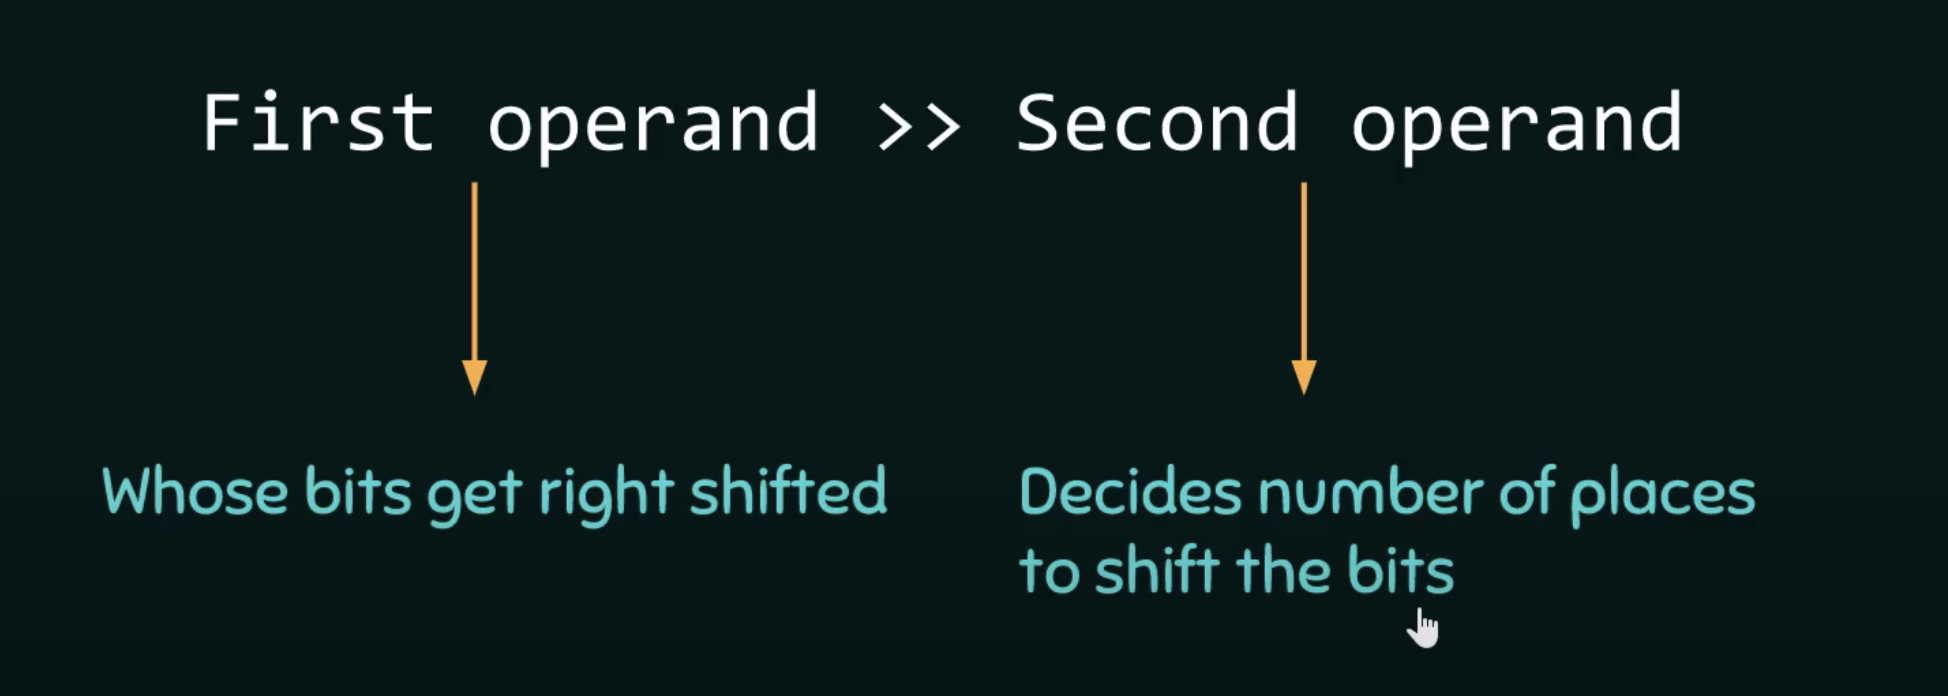 First operand >> Second operand
Whose bits get right shifted
Decides number of places
to shift the bits